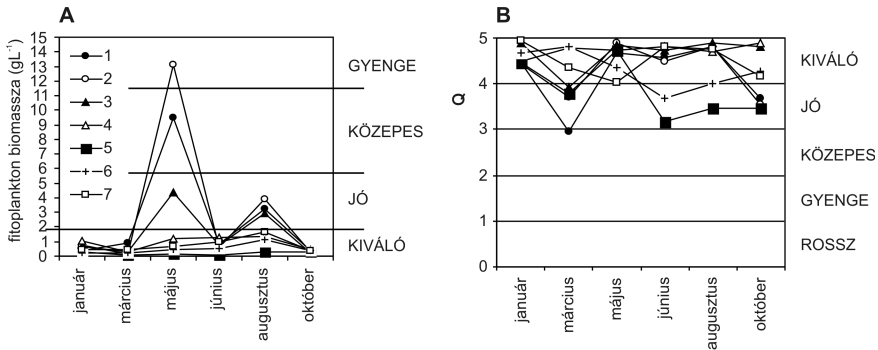 A
fitoplankton biomassza (gL⁻¹)
15
14
13
12
11
10
9
8
7
6
5
4
3
2
1
0
1
2
3
4
5
6
7
GYENGE
KÖZEPES
JÓ
KIVÁLÓ
január
március
május
június
augusztus
október
B
Q
5
4
3
2
1
0
KIVÁLÓ
JÓ
KÖZEPES
GYENGE
ROSSZ
január
március
május
június
augusztus
október